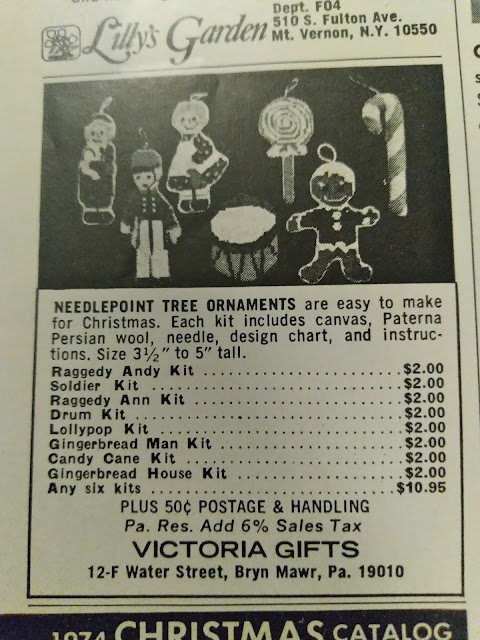 Lilly's Garden
Dept. F04
510 S. Fulton Ave.
Mt. Vernon, N.Y. 10550
NEEDLEPOINT TREE ORNAMENTS are easy to make
for Christmas. Each kit includes canvas, Paterna
Persian wool, needle, design chart, and instruc-
tions. Size 3½" to 5" tall.
Raggedy Andy Kit ........................ $2.00
Soldier Kit ........................ $2.00
Raggedy Ann Kit ........................ $2.00
Drum Kit ........................ $2.00
Lollypop Kit ........................ $2.00
Gingerbread Man Kit ........................ $2.00
Candy Cane Kit ........................ $2.00
Gingerbread House Kit ........................ $2.00
Any six kits ........................ $10.95
PLUS 50¢ POSTAGE & HANDLING
Pa. Res. Add 6% Sales Tax
VICTORIA GIFTS
12-F Water Street, Bryn Mawr, Pa. 19010
1974 CHRISTMAS CATALOG